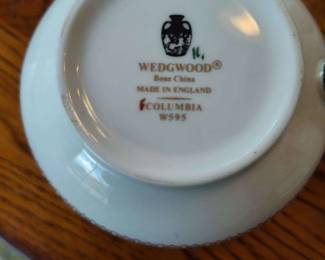 WEDGWOOD®
Bone China
MADE IN ENGLAND
COLUMBIA
W595